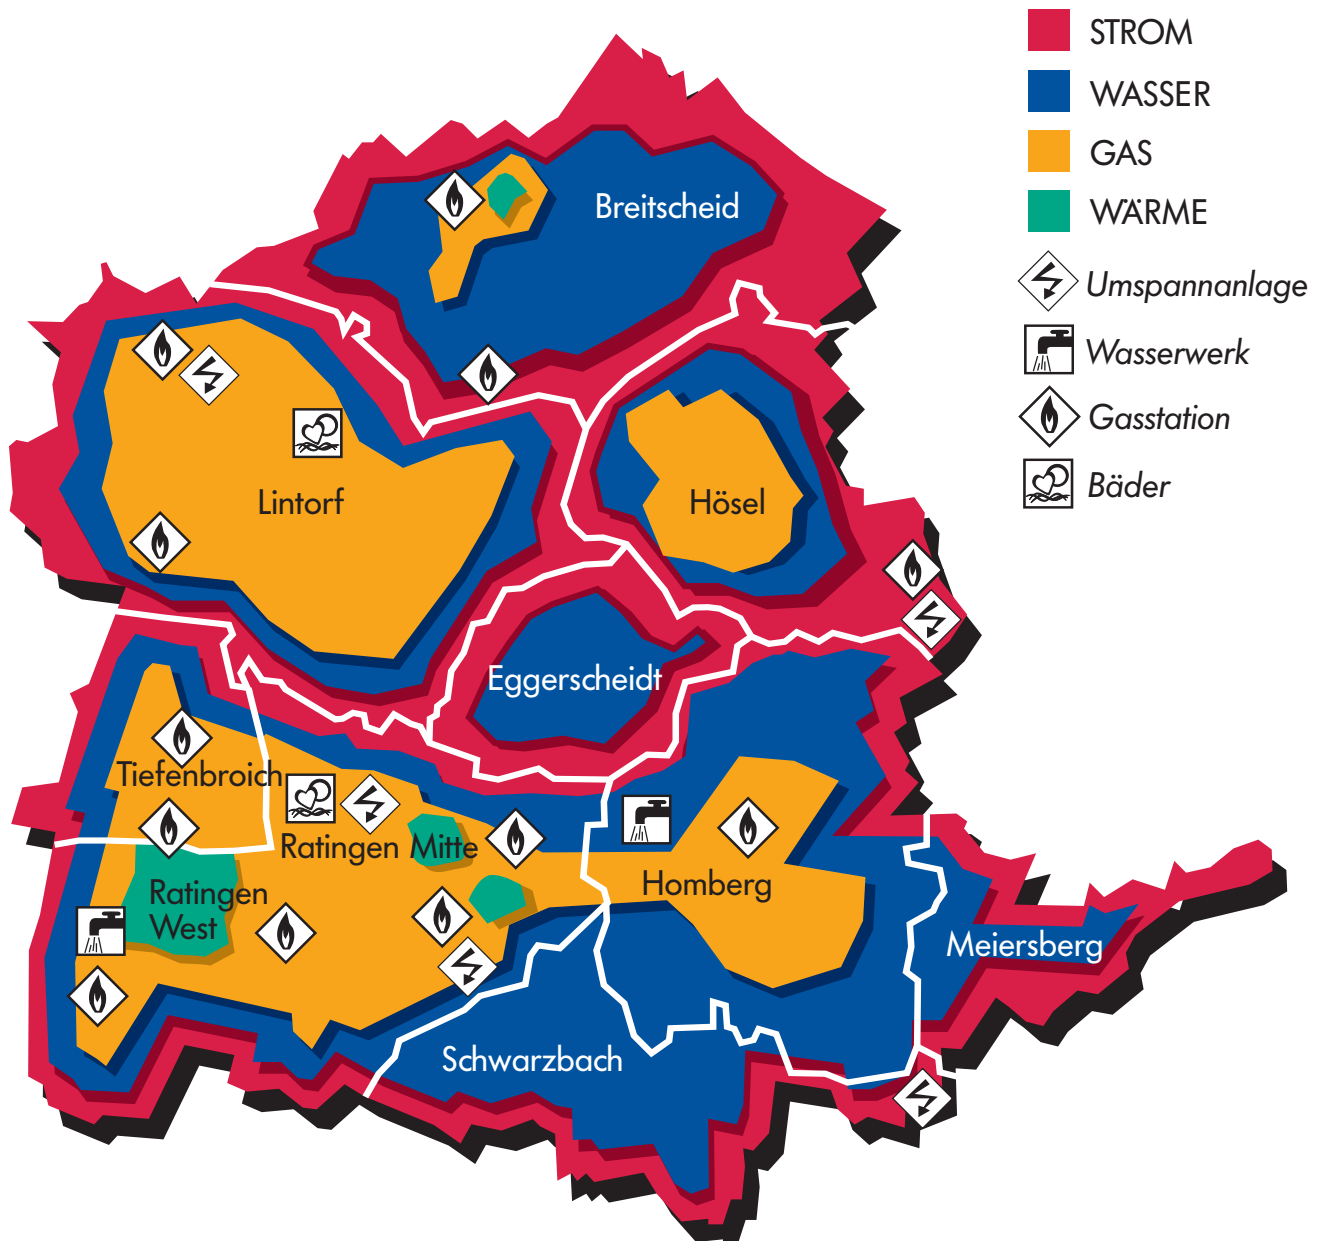 STROM
WASSER
GAS
WÄRME
Umspannanlage
Wasserwerk
Gasstation
Bäder
Breitscheid
Lintorf
Hösel
Eggerscheidt
Tiefenbroich
Ratingen Mitte
Ratingen
West
Homberg
Meiersberg
Schwarzbach